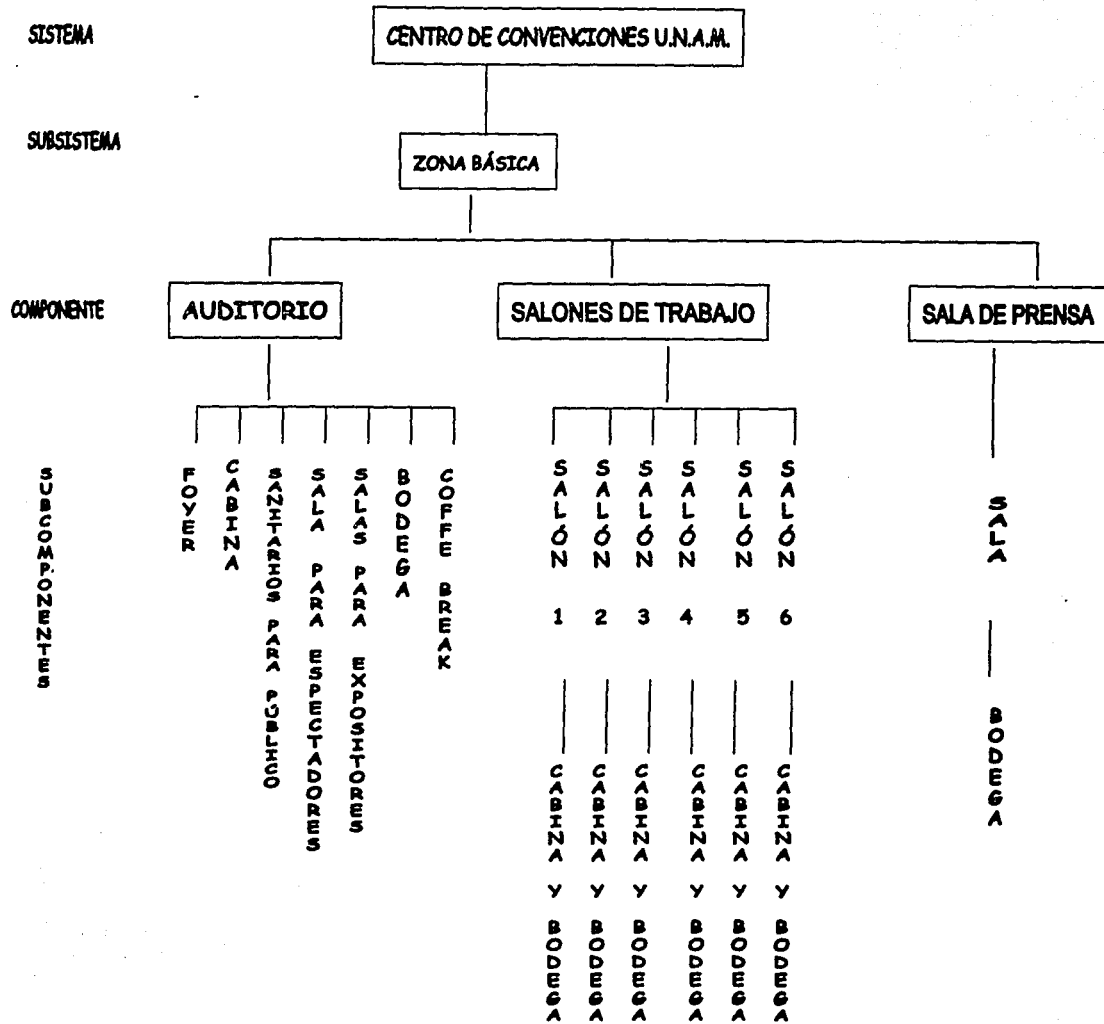 SISTEMA
CENTRO DE CONVENCIONES U.N.A.M.
SUBSISTEMA
ZONA BÁSICA
COMPONENTE
AUDITORIO
SALONES DE TRABAJO
SALA DE PRENSA
SUBCOMPONENTES
FOYER
CABINA
SANITARIOS PARA PÚBLICO
SALA PARA ESPECTADORES
SALAS PARA EXPOSITORES
BODEGA
COFFE BREAK
SALÓN 1
CABINA Y BODEGA
SALÓN 2
CABINA Y BODEGA
SALÓN 3
CABINA Y BODEGA
SALÓN 4
CABINA Y BODEGA
SALÓN 5
CABINA Y BODEGA
SALÓN 6
CABINA Y BODEGA
SALA
BODEGA